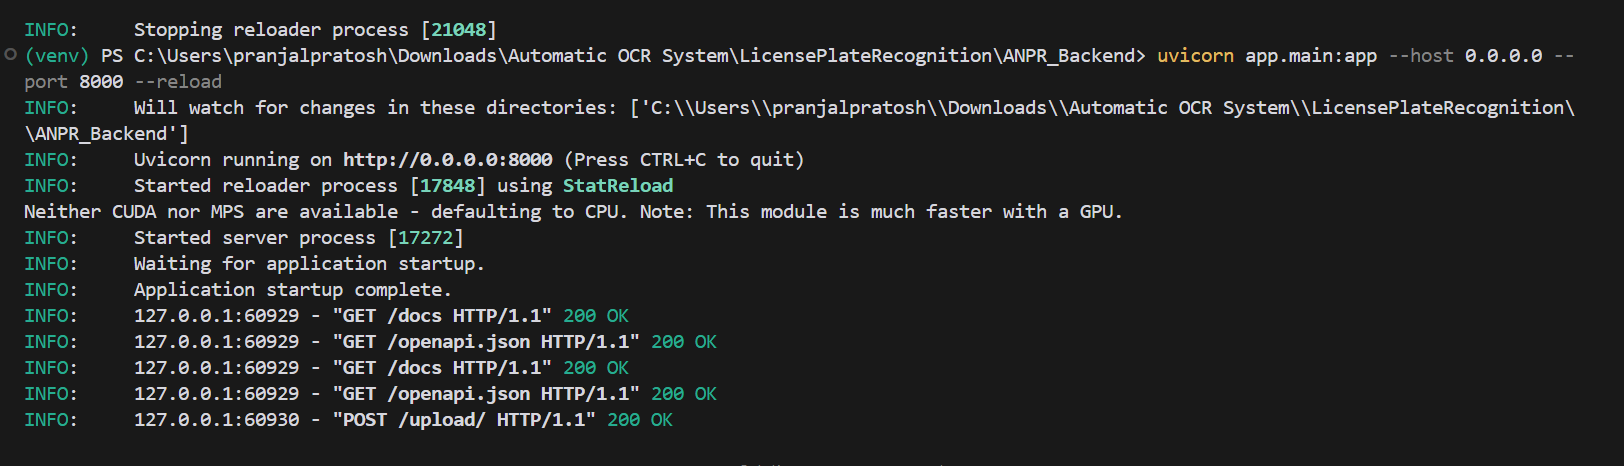 INFO:     Stopping reloader process [21048]
(venv) PS C:\Users\pranjalpratosh\Downloads\Automatic OCR System\LicensePlateRecognition\ANPR_Backend> uvicorn app.main:app --host 0.0.0.0 --
port 8000 --reload
INFO:     Will watch for changes in these directories: ['C:\\Users\\pranjalpratosh\\Downloads\\Automatic OCR System\\LicensePlateRecognition\
\ANPR_Backend']
INFO:     Uvicorn running on http://0.0.0.0:8000 (Press CTRL+C to quit)
INFO:     Started reloader process [17848] using StatReload
Neither CUDA nor MPS are available - defaulting to CPU. Note: This module is much faster with a GPU.
INFO:     Started server process [17272]
INFO:     Waiting for application startup.
INFO:     Application startup complete.
INFO:     127.0.0.1:60929 - "GET /docs HTTP/1.1" 200 OK
INFO:     127.0.0.1:60929 - "GET /openapi.json HTTP/1.1" 200 OK
INFO:     127.0.0.1:60929 - "GET /docs HTTP/1.1" 200 OK
INFO:     127.0.0.1:60929 - "GET /openapi.json HTTP/1.1" 200 OK
INFO:     127.0.0.1:60930 - "POST /upload/ HTTP/1.1" 200 OK